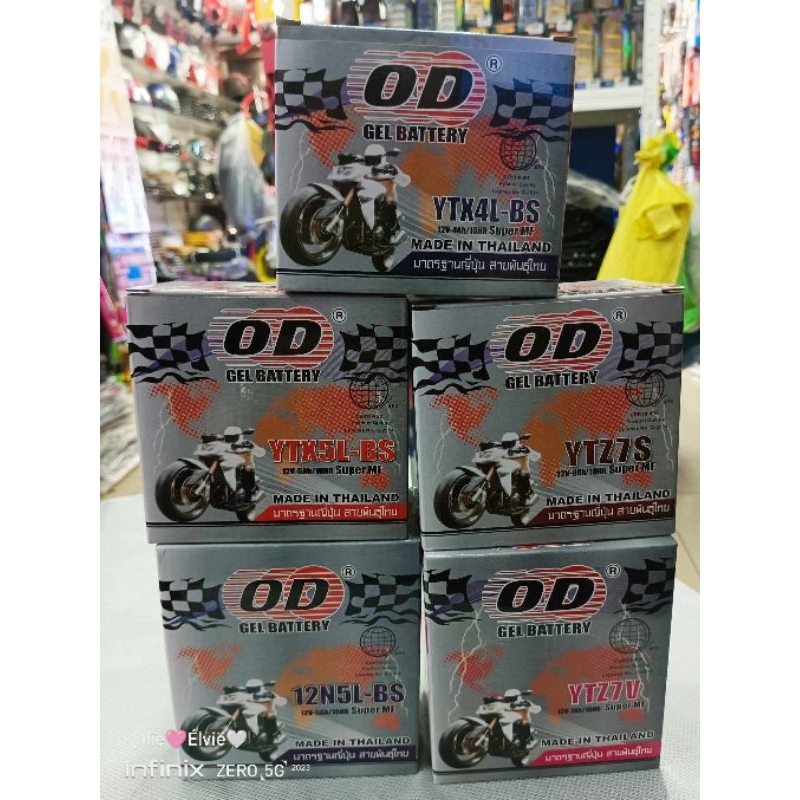 OD®
GEL BATTERY
YTX4L-BS
12V-4Ah/10HR Super MF
MADE IN THAILAND
มาตรฐานญี่ปุ่น สายพันธุ์ไทย
OD®
GEL BATTERY
YTX5L-BS
12V-5Ah/10HR Super MF
MADE IN THAILAND
มาตรฐานญี่ปุ่น สายพันธุ์ไทย
OD®
GEL BATTERY
YTZ7S
Super MF
MADE IN THAILAND
มาตรฐานญี่ปุ่น สายพันธุ์ไทย
OD®
GEL BATTERY
12N5L-BS
12V-5Ah/10HR Super MF
MADE IN THAILAND
มาตรฐานญี่ปุ่น สายพันธุ์ไทย
OD®
GEL BATTERY
YTZ7V
Super MF
MADE IN THAILAND
มาตรฐานญี่ปุ่น สายพันธุ์ไทย
Kylie🩷Élvié🤍
Infinix ZERO 5G 2023